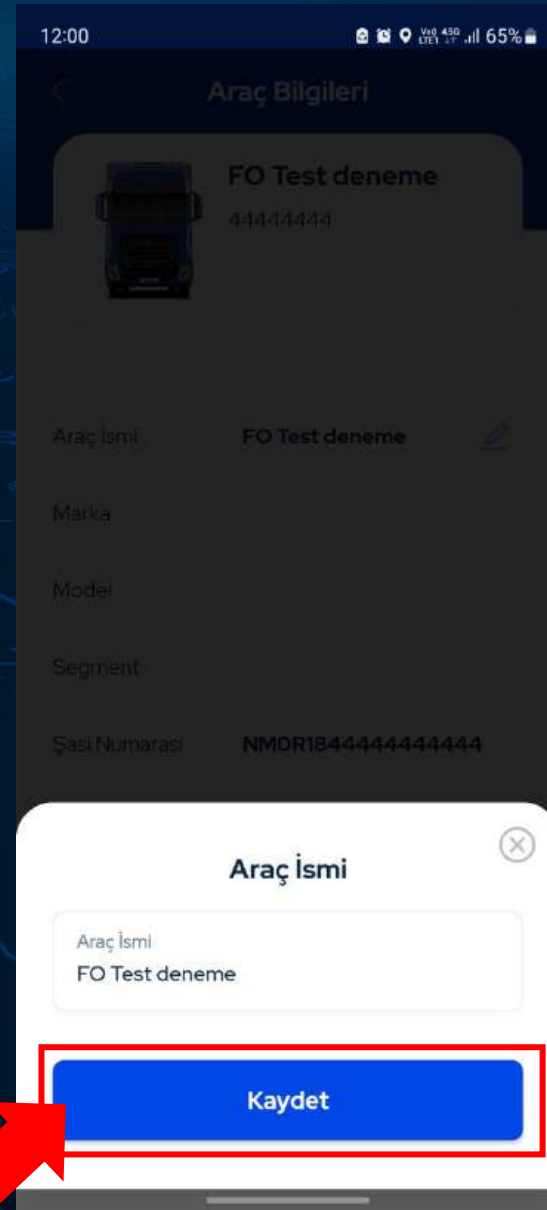 12:00 65%
Araç Bilgileri
FO Test deneme
44444444
Araç İsmi FO Test deneme
Marka
Model
Segment
Şasi Numarası NM0R1844444444444
Araç İsmi
Araç İsmi
FO Test deneme
Kaydet